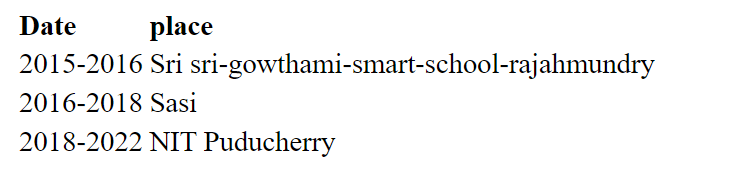 Date place
2015-2016 Sri sri-gowthami-smart-school-rajahmundry
2016-2018 Sasi
2018-2022 NIT Puducherry